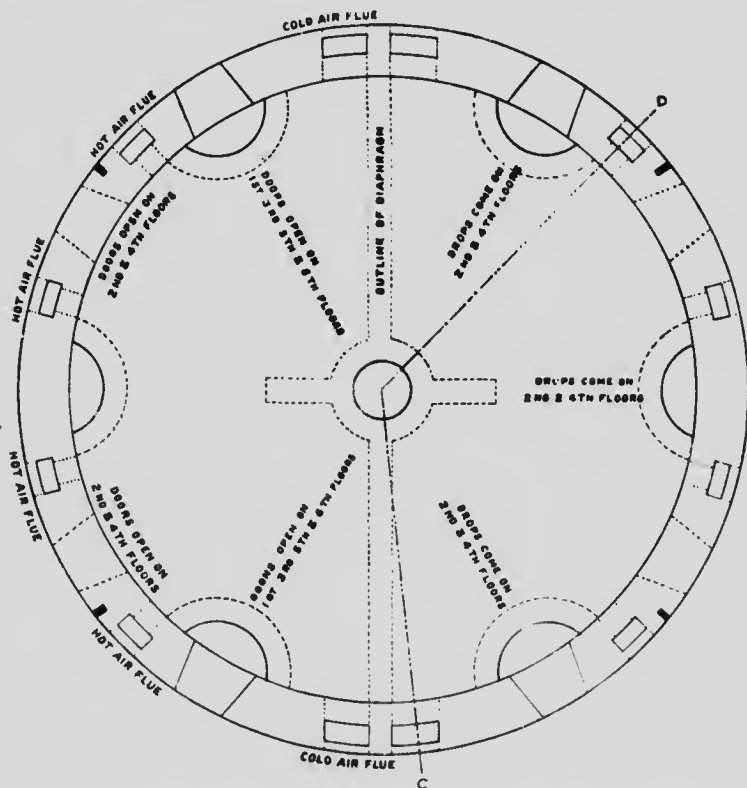 COLD AIR FLUE
HOT AIR FLUE
D
DOORS OPEN ON
2ND & 4TH FLOORS
DOORS OPEN ON
1ST 3RD 5TH & 6TH FLOORS
OUTLINE OF DIAPHRAGM
DROPS COME ON
2ND & 4TH FLOORS
HOT AIR FLUE
DROPS COME ON
2ND & 4TH FLOORS
HOT AIR FLUE
DOORS OPEN ON
2ND & 4TH FLOORS
DOORS OPEN ON
1ST 3RD 5TH & 6TH FLOORS
DROPS COME ON
2ND & 4TH FLOORS
HOT AIR FLUE
COLD AIR FLUE
C